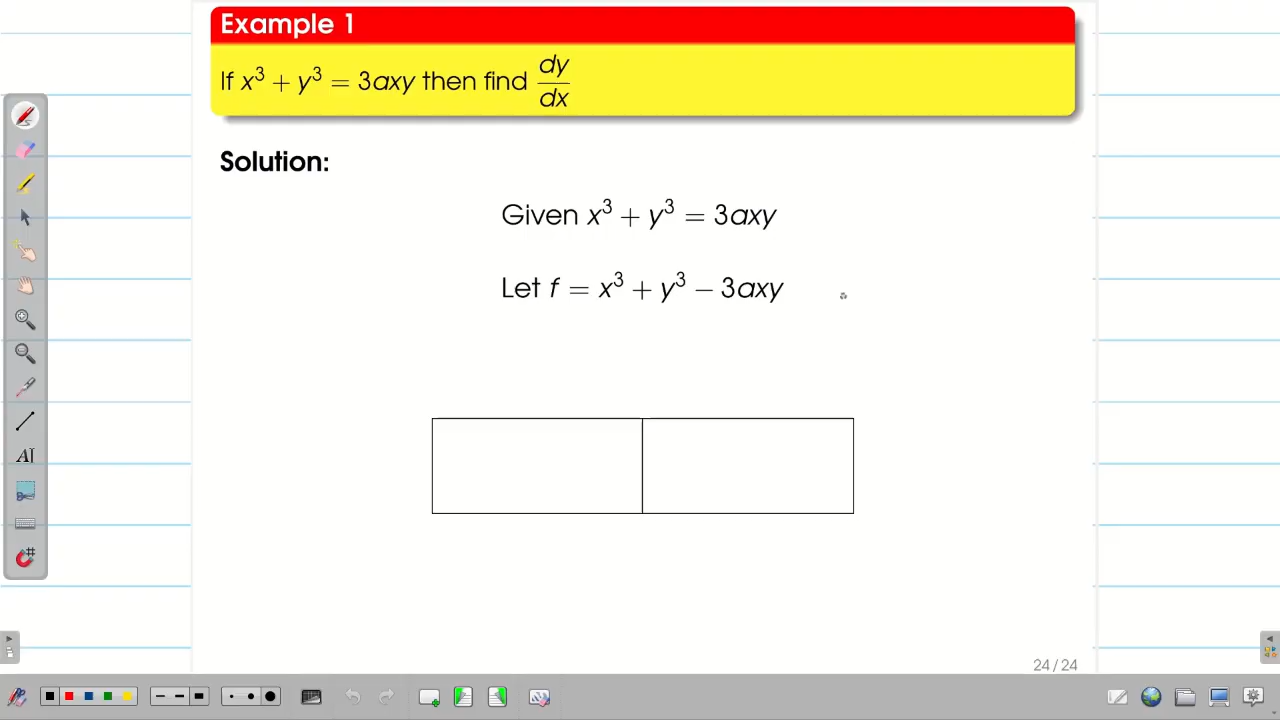 Example 1
If x³ + y³ = 3axy then find dy/dx
Solution:
Given x³ + y³ = 3axy
Let f = x³ + y³ − 3axy
AI
24 / 24